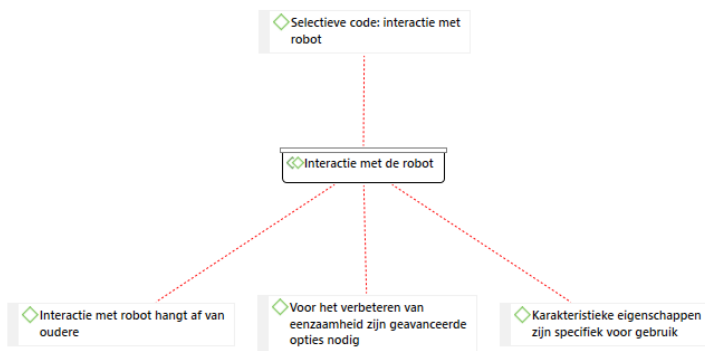 Selectieve code: interactie met
robot
Interactie met de robot
Interactie met robot hangt af van
oudere
Voor het verbeteren van
eenzaamheid zijn geavanceerde
opties nodig
Karakteristieke eigenschappen
zijn specifiek voor gebruik